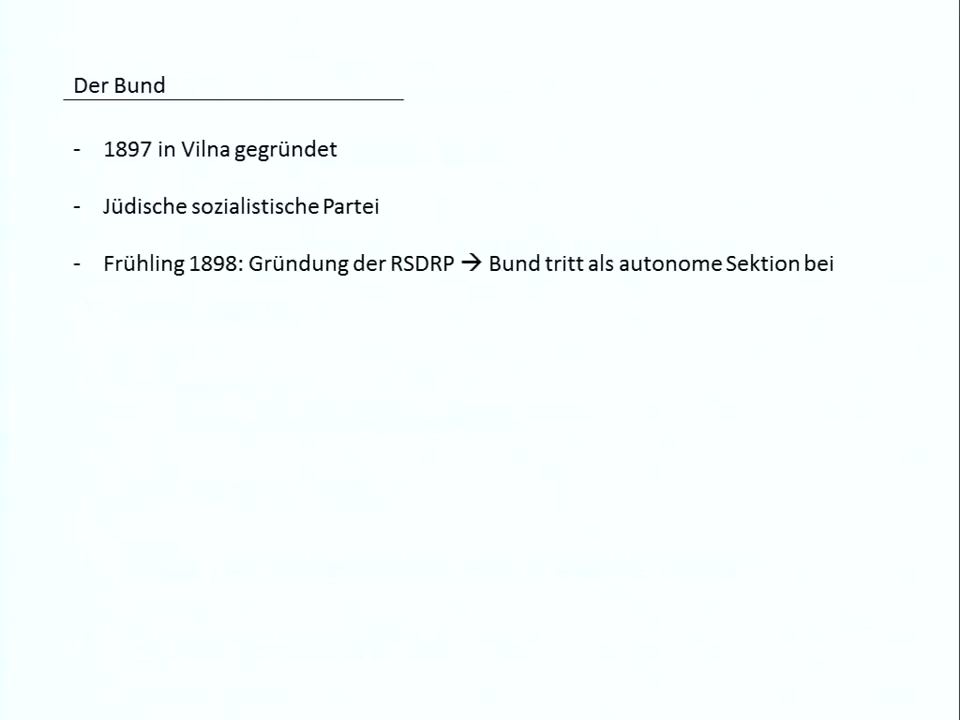 Der Bund
- 1897 in Vilna gegründet
- Jüdische sozialistische Partei
- Frühling 1898: Gründung der RSDRP → Bund tritt als autonome Sektion bei